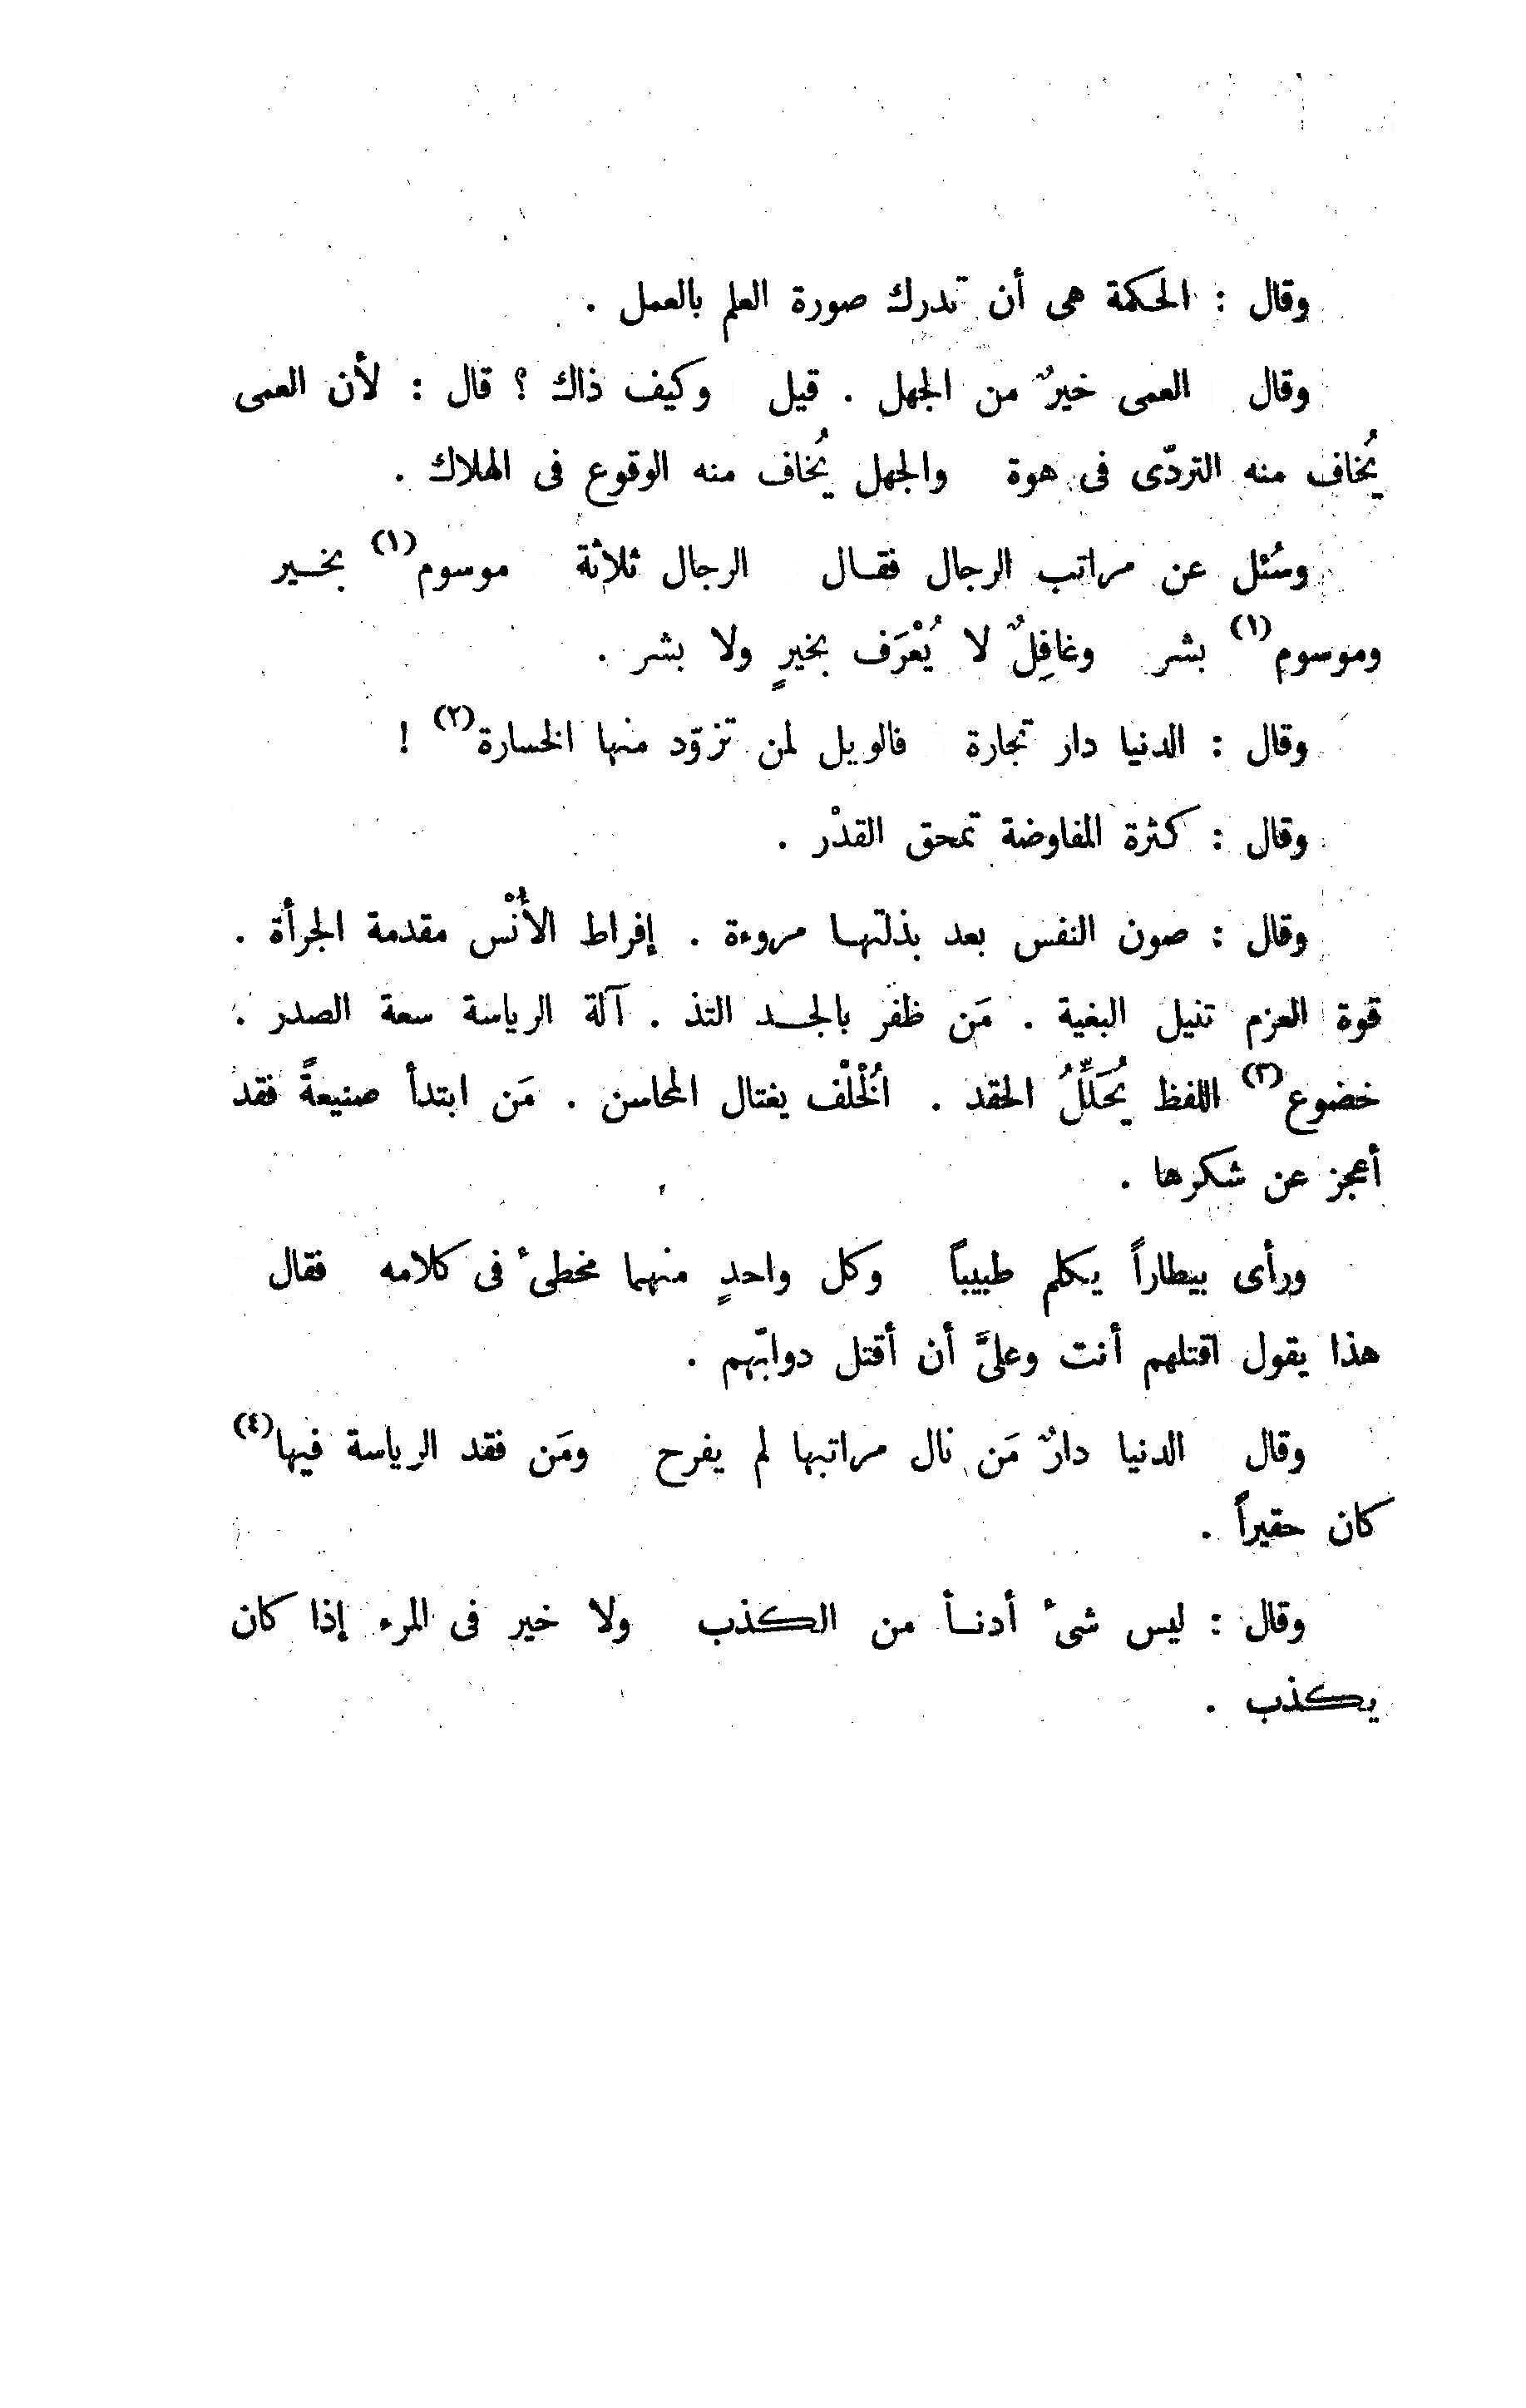 وقال : الحكمة هى أن تدرك صورة العلم بالعمل .
وقال العمى خيرٌ من الجهل . قيل وكيف ذاك ؟ قال : لأن العمى
يُخاف منه التردّى فى هوة والجهل يُخاف منه الوقوع فى الهلاك .
وسُئل عن مراتب الرجال فقال الرجال ثلاثة موسوم(١) بخير
وموسوم(١) بشر وغافِلٌ لا يُعْرَف بخيرٍ ولا بشر .
وقال : الدنيا دار تجارة فالويل لمن تزوّد منها الخسارة(٢) !
وقال : كثرة المفاوضة تمحق القدْر .
وقال : صون النفس بعد بذلتها مروءة . إفراط الأُنْس مقدمة الجرأة .
قوة العزم تنيل البغية . مَن ظفر بالجد التذ . آلة الرياسة سعة الصدر .
خضوع(٣) اللفظ يُحَلِّلُ الحقد . الخُلْف يغتال المحاسن . مَن ابتدأ صنيعةً فقد
أعجز عن شكرها .
ورأى بيطاراً يكلم طبيباً وكل واحدٍ منهما مخطىء فى كلامه فقال
هذا يقول اقتلهم أنت وعلىَّ أن أقتل دوابّهم .
وقال الدنيا دارٌ مَن نال مراتبها لم يفرح ومَن فقد الرياسة فيها(٤)
كان حقيراً .
وقال : ليس شىء أدنأ من الكذب ولا خير فى المرء إذا كان
يكذب .